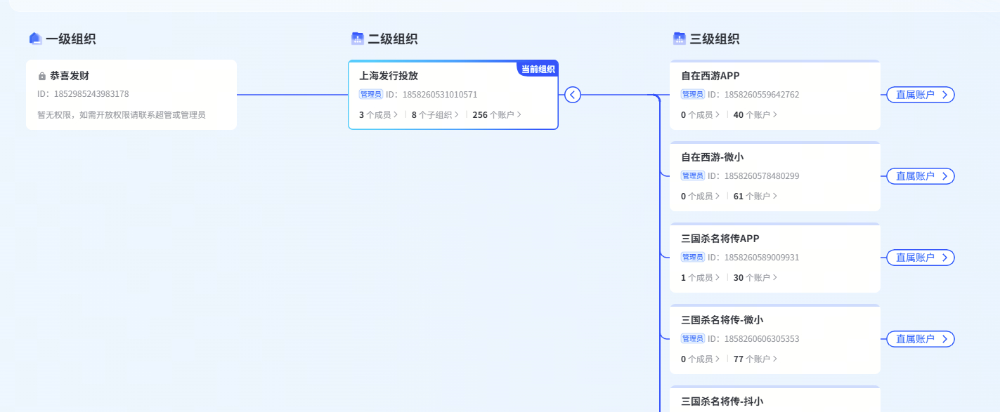 一级组织
恭喜发财
ID： 1852985243983178
暂无权限，如需开放权限请联系超管或管理员
二级组织
当前组织
上海发行投放
管理员 ID： 1858260531010571
3 个成员 8 个子组织 256 个账户
三级组织
自在西游APP
管理员 ID： 1858260559642762
0 个成员 40 个账户
直属账户
自在西游-微小
管理员 ID： 1858260578480299
0 个成员 61 个账户
直属账户
三国杀名将传APP
管理员 ID： 1858260589009931
1 个成员 30 个账户
直属账户
三国杀名将传-微小
管理员 ID： 1858260606305353
0 个成员 77 个账户
直属账户
三国杀名将传-抖小